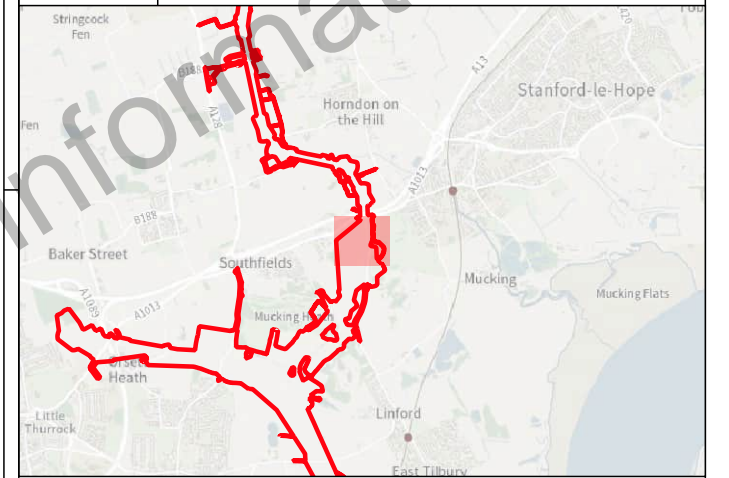 Stringcock
Fen
A13
Stanford-le-Hope
Horndon on
the Hill
A128
Fen
Informat
A1013
B188
Baker Street
Southfields
Mucking
Mucking Flats
A1089
A1013
Mucking Heath
Orsett
Heath
Little
Thurrock
Linford
East Tilbury